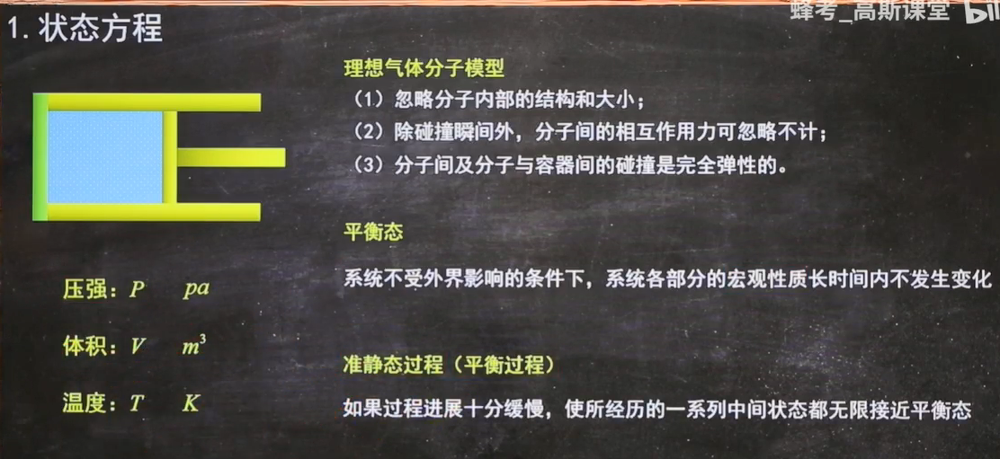 蜂考_高斯课堂 bili
1.状态方程
理想气体分子模型
（1）忽略分子内部的结构和大小；
（2）除碰撞瞬间外，分子间的相互作用力可忽略不计；
（3）分子间及分子与容器间的碰撞是完全弹性的。
平衡态
系统不受外界影响的条件下，系统各部分的宏观性质长时间内不发生变化
压强：P pa
体积：V m³
温度：T K
准静态过程（平衡过程）
如果过程进展十分缓慢，使所经历的一系列中间状态都无限接近平衡态